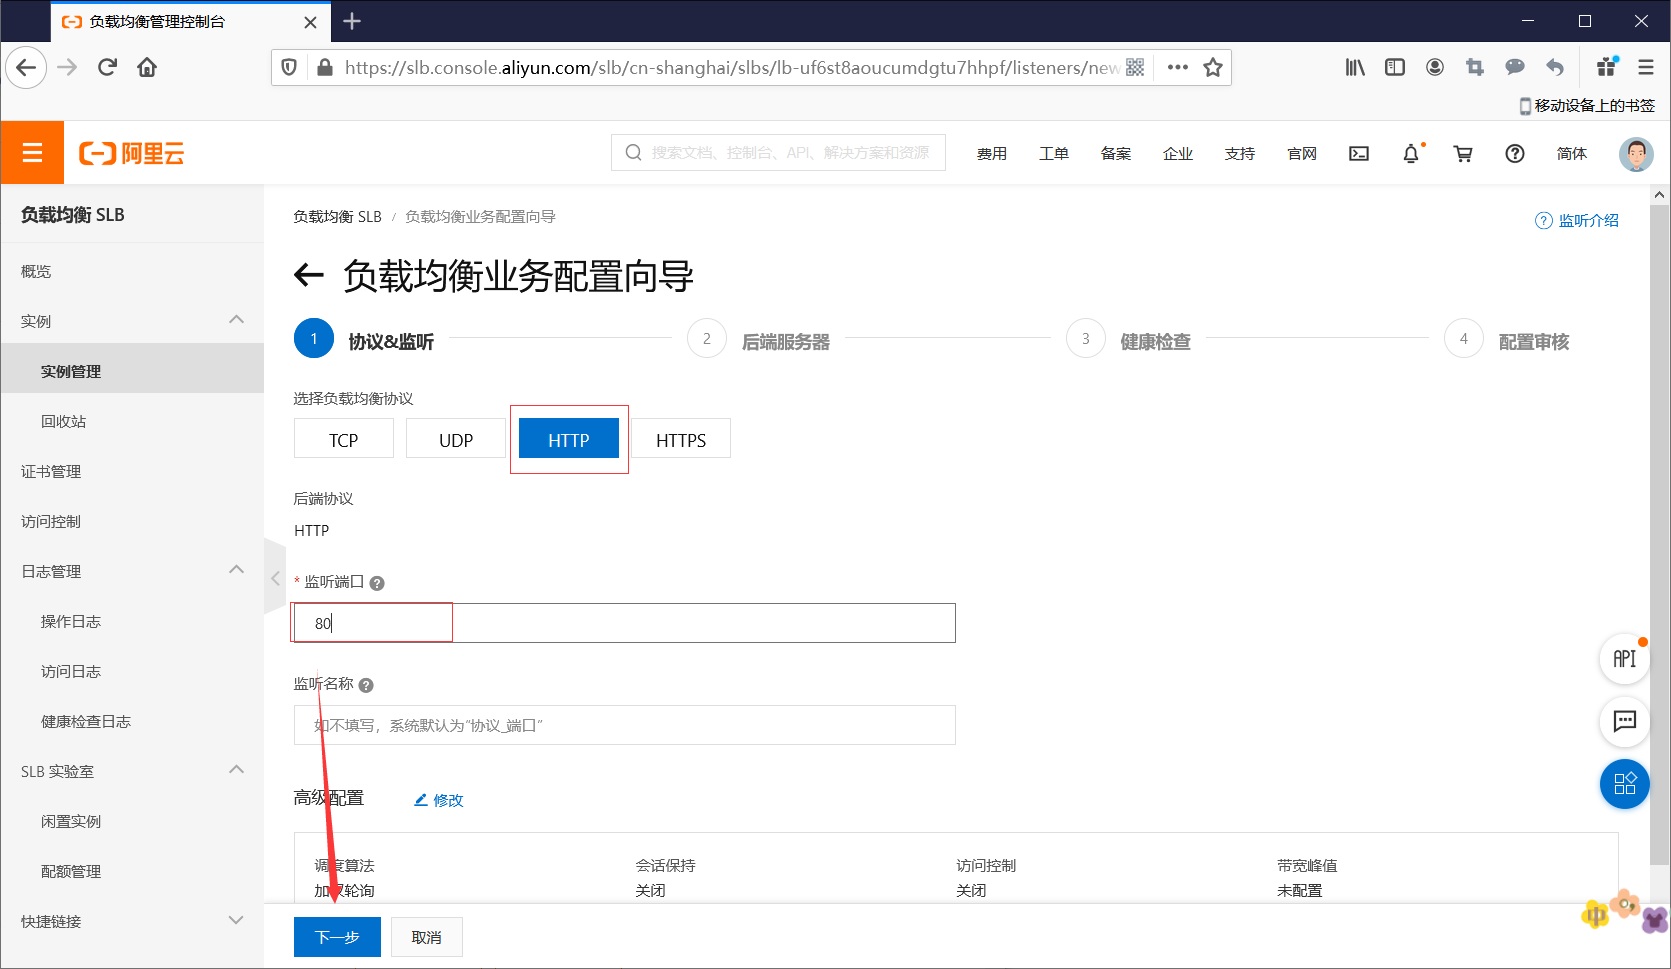 负载均衡管理控制台
https://slb.console.aliyun.com/slb/cn-shanghai/slbs/lb-uf6st8aoucumdgtu7hhpf/listeners/new
移动设备上的书签
阿里云
搜索文档、控制台、API、解决方案和资源
费用 工单 备案 企业 支持 官网 简体
负载均衡 SLB
概览
实例
实例管理
回收站
证书管理
访问控制
日志管理
操作日志
访问日志
健康检查日志
SLB 实验室
闲置实例
配额管理
快捷链接
负载均衡 SLB / 负载均衡业务配置向导
? 监听介绍
负载均衡业务配置向导
1 协议&监听 2 后端服务器 3 健康检查 4 配置审核
选择负载均衡协议
TCP UDP HTTP HTTPS
后端协议
HTTP
* 监听端口 ?
80
监听名称 ?
如不填写，系统默认为“协议_端口”
高级配置 修改
调度算法 会话保持 访问控制 带宽峰值
加权轮询 关闭 关闭 未配置
下一步 取消
API
中